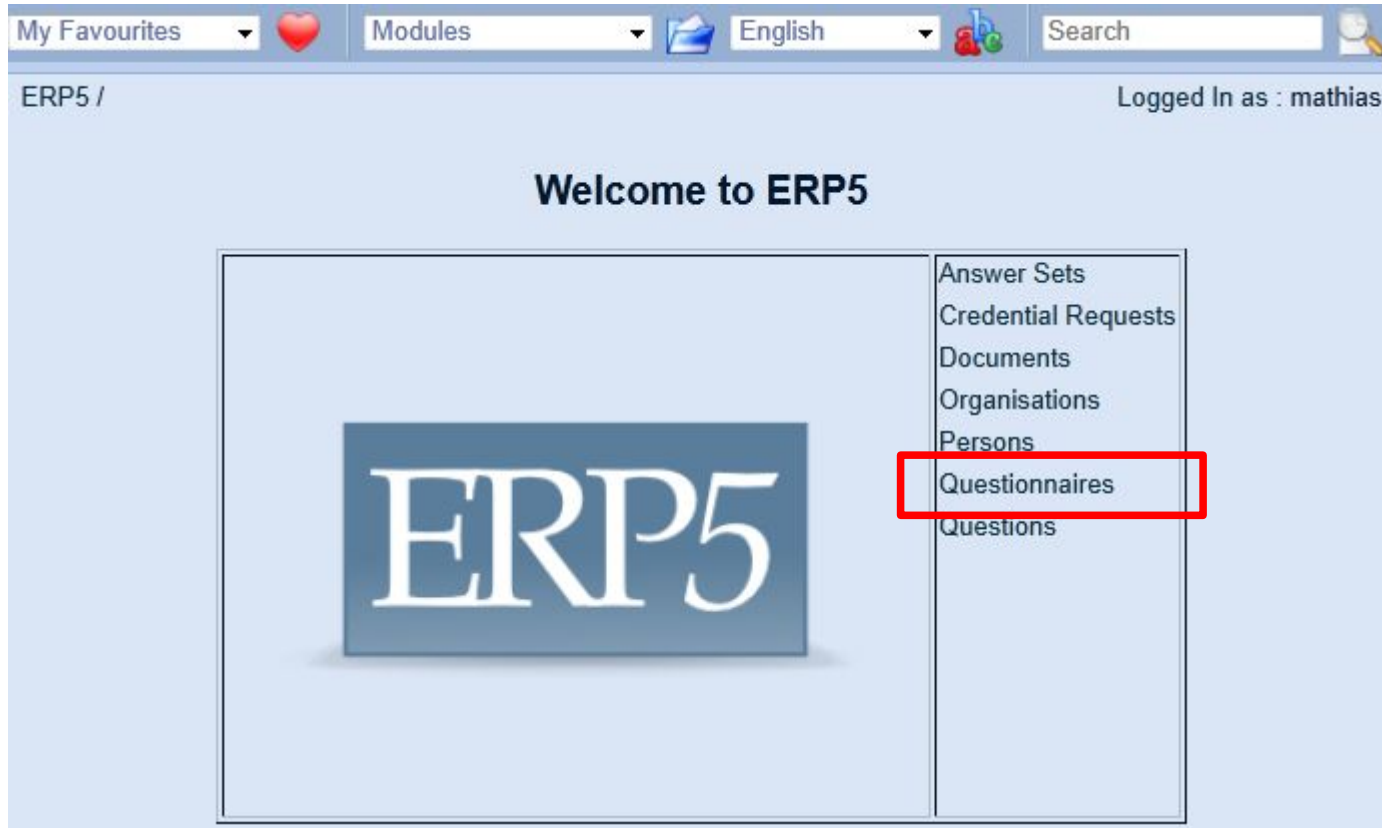 My Favourites Modules English abc Search
ERP5 / Logged In as : mathias
Welcome to ERP5
Answer Sets
Credential Requests
Documents
Organisations
Persons
Questionnaires
Questions
ERP5